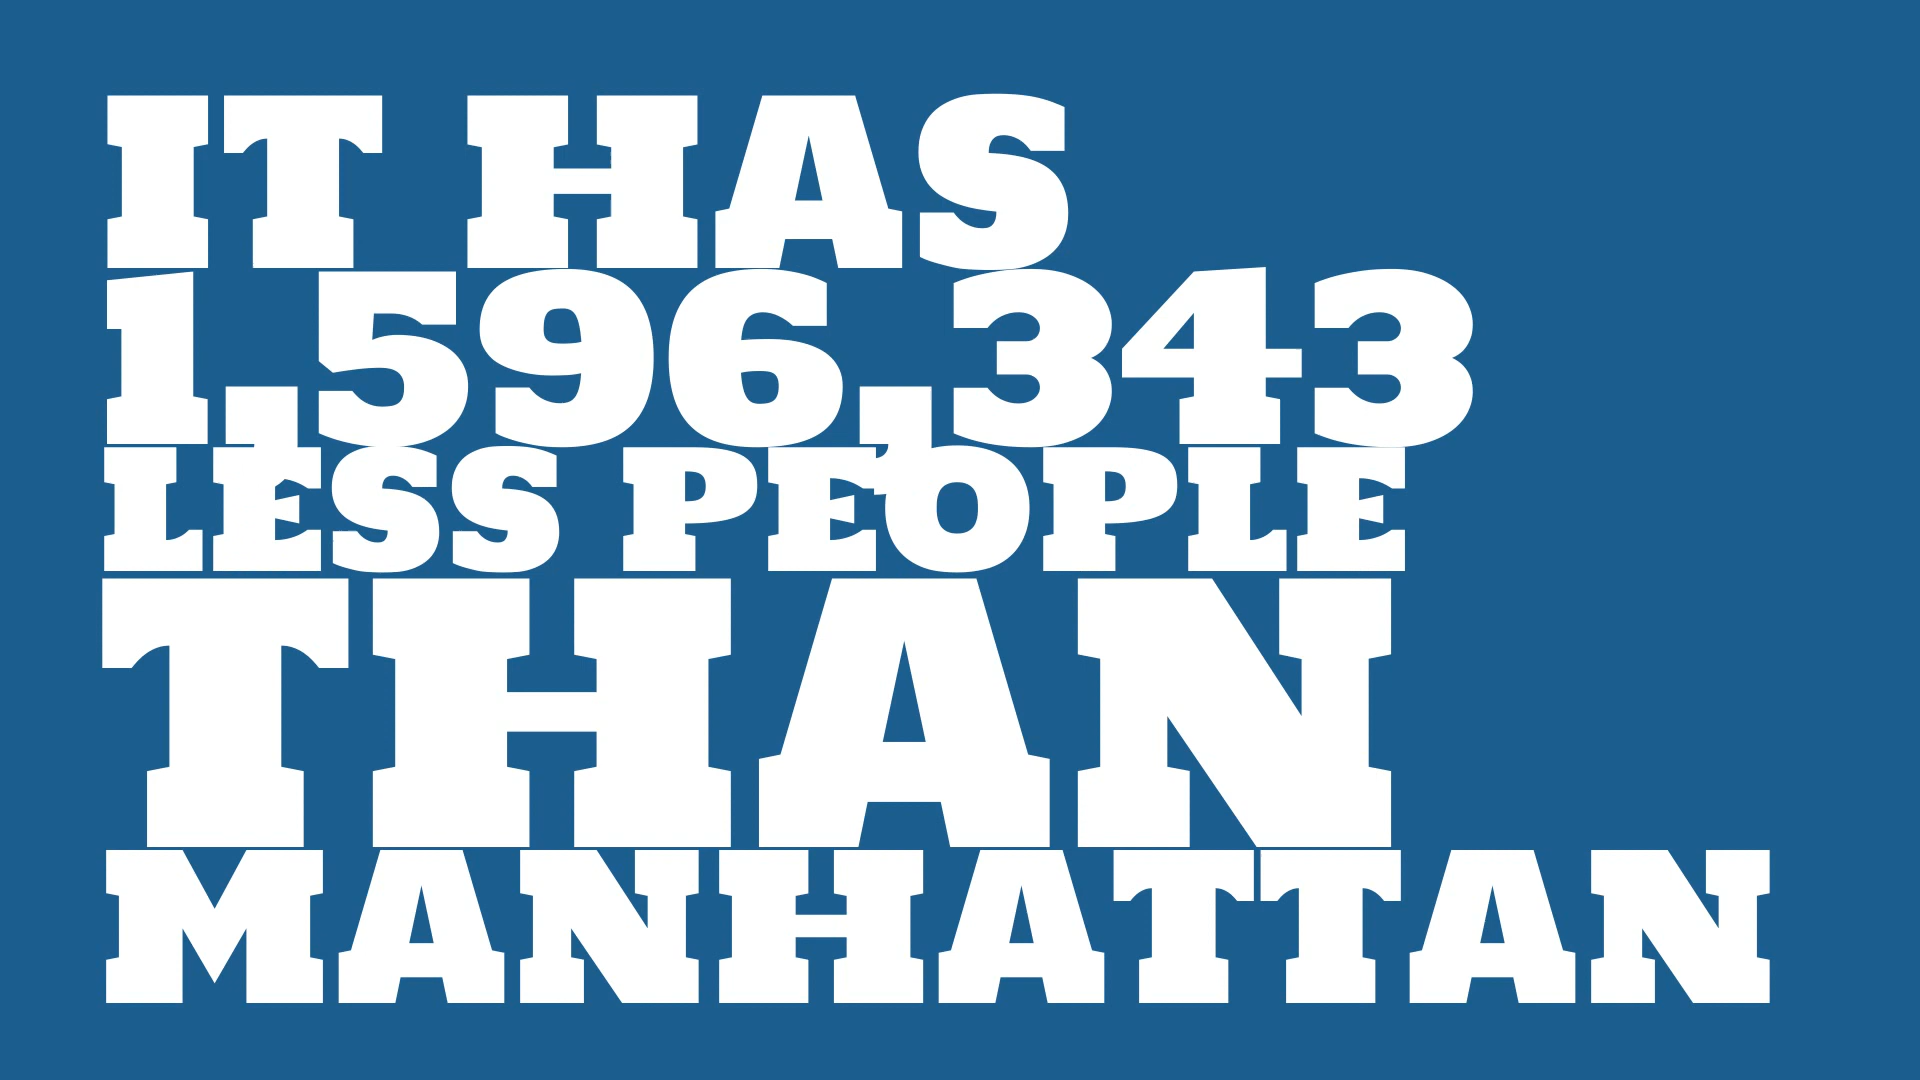 IT HAS
1,596,343
LESS PEOPLE
THAN
MANHATTAN